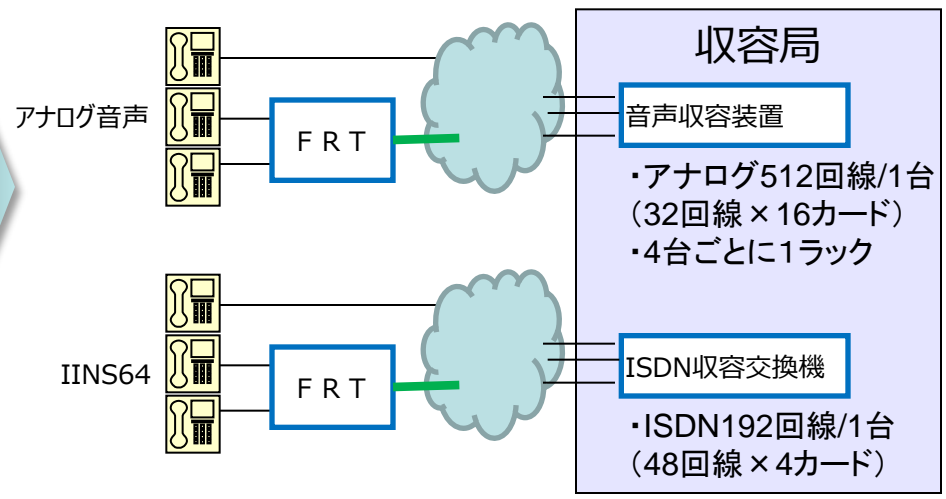 収容局
アナログ音声
ＦＲＴ
音声収容装置
・アナログ512回線/1台
（32回線×16カード）
・4台ごとに１ラック
IINS64
ＦＲＴ
ISDN収容交換機
・ISDN192回線/1台
（48回線×4カード）